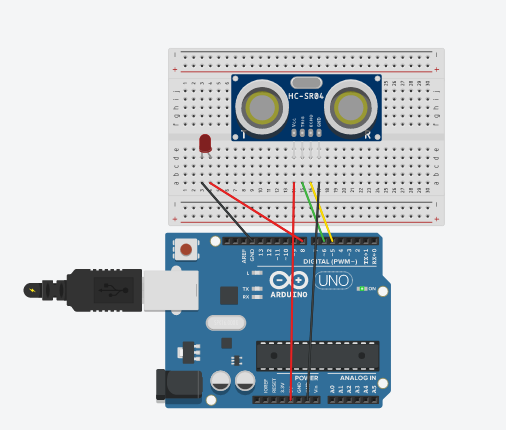 HC-SR04
T
R
Vcc
Trig
Echo
GND
a b c d e
f g h i j
AREF
GND
13
12
~11
~10
~9
8
7
~6
~5
4
~3
2
TX→1
RX←0
DIGITAL (PWM~)
L
TX
RX
ARDUINO
UNO
ON
IOREF
RESET
3.3V
GND
Vin
POWER
ANALOG IN
A0
A1
A2
A3
A4
A5